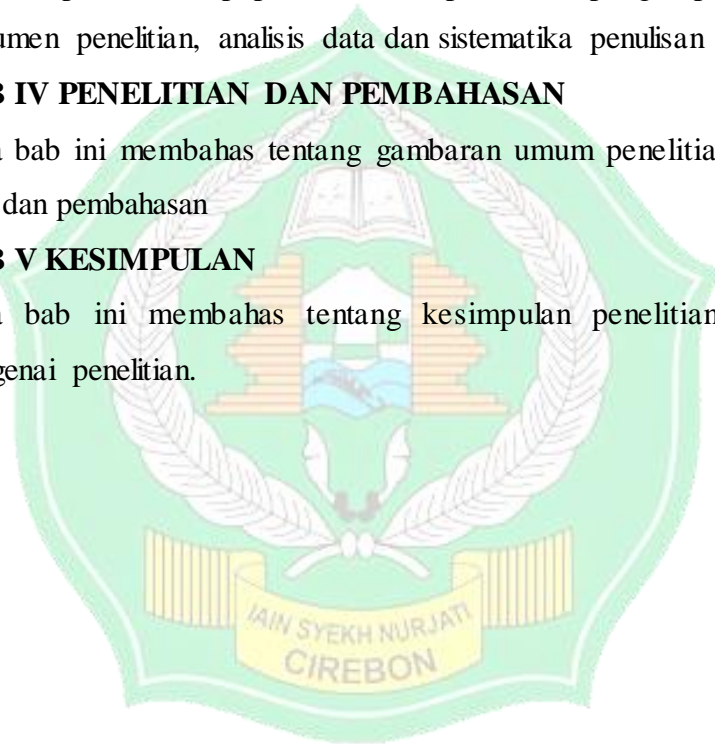 umen penelitian, analisis data dan sistematika penulisan
IV PENELITIAN DAN PEMBAHASAN
bab ini membahas tentang gambaran umum penelitia
dan pembahasan
V KESIMPULAN
bab ini membahas tentang kesimpulan penelitian
genai penelitian.
IAIN SYEKH NURJATI
CIREBON